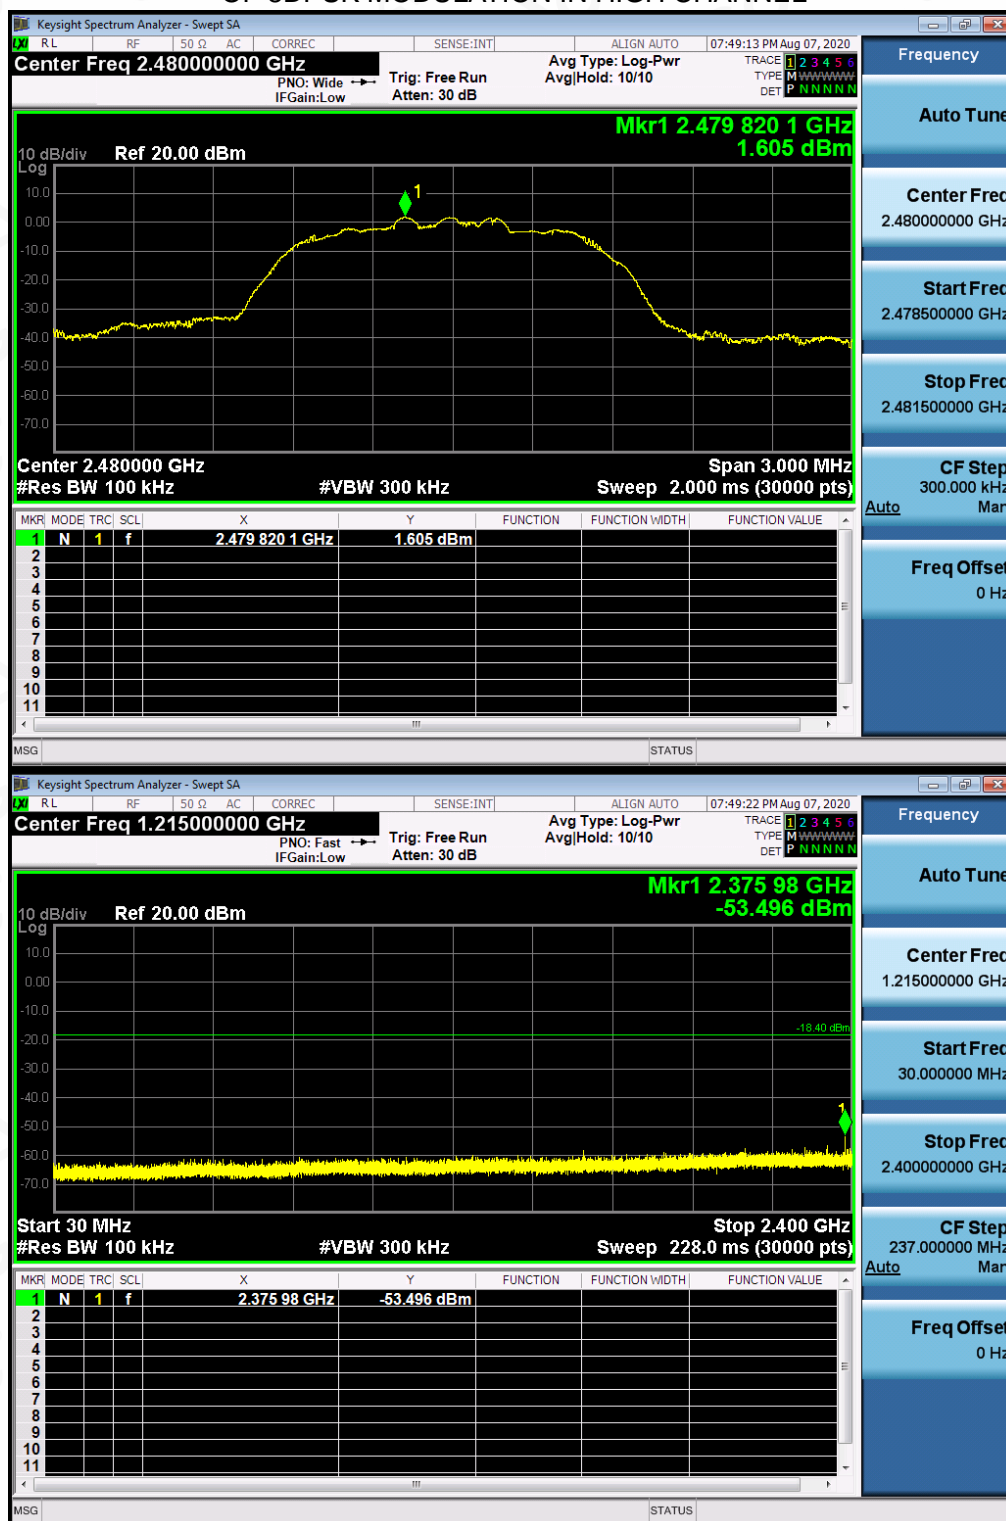 OF 8DPSK MODULATION IN HIGH CHANNEL
Keysight Spectrum Analyzer - Swept SA
LXI RL RF 50 Ω AC CORREC SENSE:INT ALIGN AUTO 07:49:13 PM Aug 07, 2020
Center Freq 2.480000000 GHz
PNO: Wide
IFGain:Low
Trig: Free Run
Atten: 30 dB
Avg Type: Log-Pwr
Avg|Hold: 10/10
TRACE 1 2 3 4 5 6
TYPE M WWWWW
DET P N N N N N
Mkr1 2.479 820 1 GHz
1.605 dBm
10 dB/div Ref 20.00 dBm
Log
10.0
0.00
-10.0
-20.0
-30.0
-40.0
-50.0
-60.0
-70.0
1
Center 2.480000 GHz Span 3.000 MHz
#Res BW 100 kHz #VBW 300 kHz Sweep 2.000 ms (30000 pts)
MKR MODE TRC SCL X Y FUNCTION FUNCTION WIDTH FUNCTION VALUE
1 N 1 f 2.479 820 1 GHz 1.605 dBm
2
3
4
5
6
7
8
9
10
11
MSG STATUS
Frequency
Auto Tune
Center Freq
2.480000000 GHz
Start Freq
2.478500000 GHz
Stop Freq
2.481500000 GHz
CF Step
300.000 kHz
Auto Man
Freq Offset
0 Hz
Keysight Spectrum Analyzer - Swept SA
LXI RL RF 50 Ω AC CORREC SENSE:INT ALIGN AUTO 07:49:22 PM Aug 07, 2020
Center Freq 1.215000000 GHz
PNO: Fast
IFGain:Low
Trig: Free Run
Atten: 30 dB
Avg Type: Log-Pwr
Avg|Hold: 10/10
TRACE 1 2 3 4 5 6
TYPE M WWWWW
DET P N N N N N
Mkr1 2.375 98 GHz
-53.496 dBm
10 dB/div Ref 20.00 dBm
Log
10.0
0.00
-10.0
-20.0
-30.0
-40.0
-50.0
-60.0
-70.0
-18.40 dBm
1
Start 30 MHz Stop 2.400 GHz
#Res BW 100 kHz #VBW 300 kHz Sweep 228.0 ms (30000 pts)
MKR MODE TRC SCL X Y FUNCTION FUNCTION WIDTH FUNCTION VALUE
1 N 1 f 2.375 98 GHz -53.496 dBm
2
3
4
5
6
7
8
9
10
11
MSG STATUS
Frequency
Auto Tune
Center Freq
1.215000000 GHz
Start Freq
30.000000 MHz
Stop Freq
2.400000000 GHz
CF Step
237.000000 MHz
Auto Man
Freq Offset
0 Hz